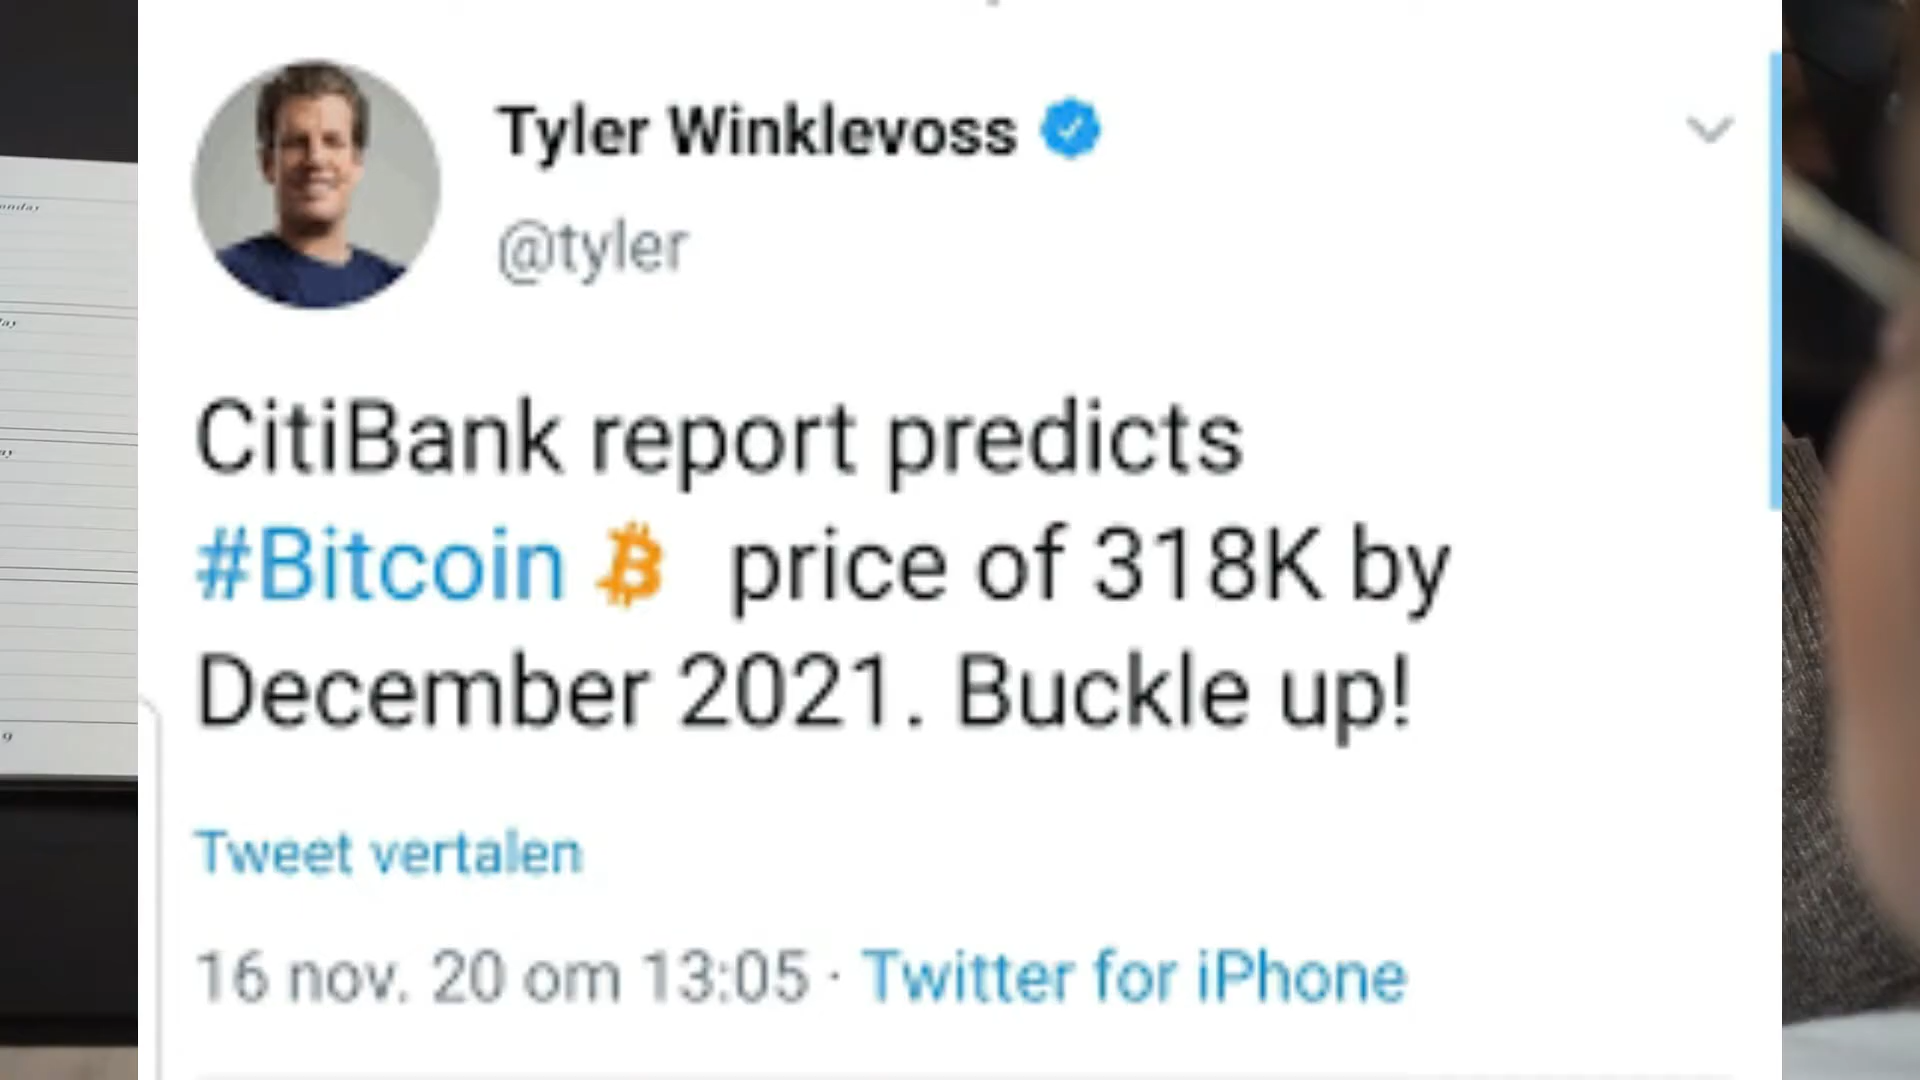 Tyler Winklevoss
@tyler
CitiBank report predicts
#Bitcoin price of 318K by
December 2021. Buckle up!
Tweet vertalen
16 nov. 20 om 13:05 · Twitter for iPhone